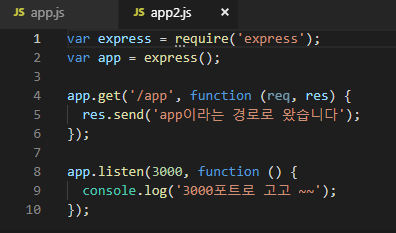 JS app.js JS app2.js ×
1 var express = require('express');
2 var app = express();
3
4 app.get('/app', function (req, res) {
5 res.send('app이라는 경로로 왔습니다');
6 });
7
8 app.listen(3000, function () {
9 console.log('3000포트로 고고 ~~');
10 });